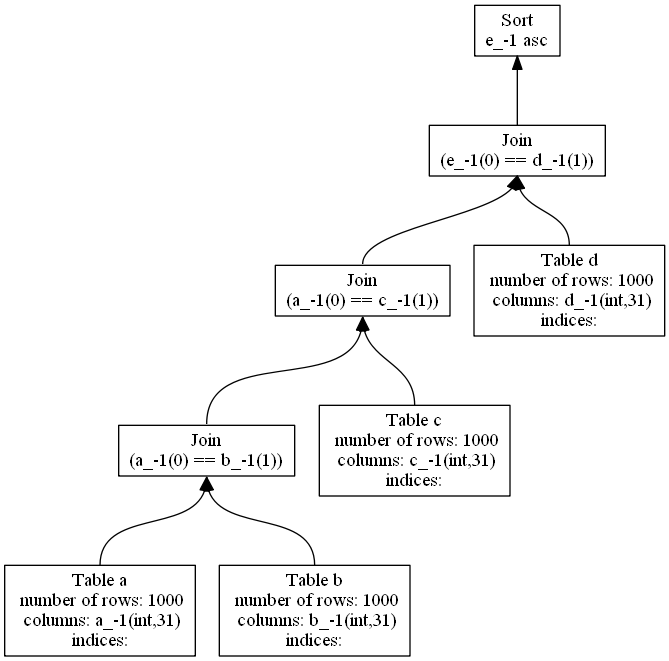 Sort
e_-1 asc
Join
(e_-1(0) == d_-1(1))
Table d
number of rows: 1000
columns: d_-1(int,31)
indices:
Join
(a_-1(0) == c_-1(1))
Table c
number of rows: 1000
columns: c_-1(int,31)
indices:
Join
(a_-1(0) == b_-1(1))
Table a
number of rows: 1000
columns: a_-1(int,31)
indices:
Table b
number of rows: 1000
columns: b_-1(int,31)
indices: